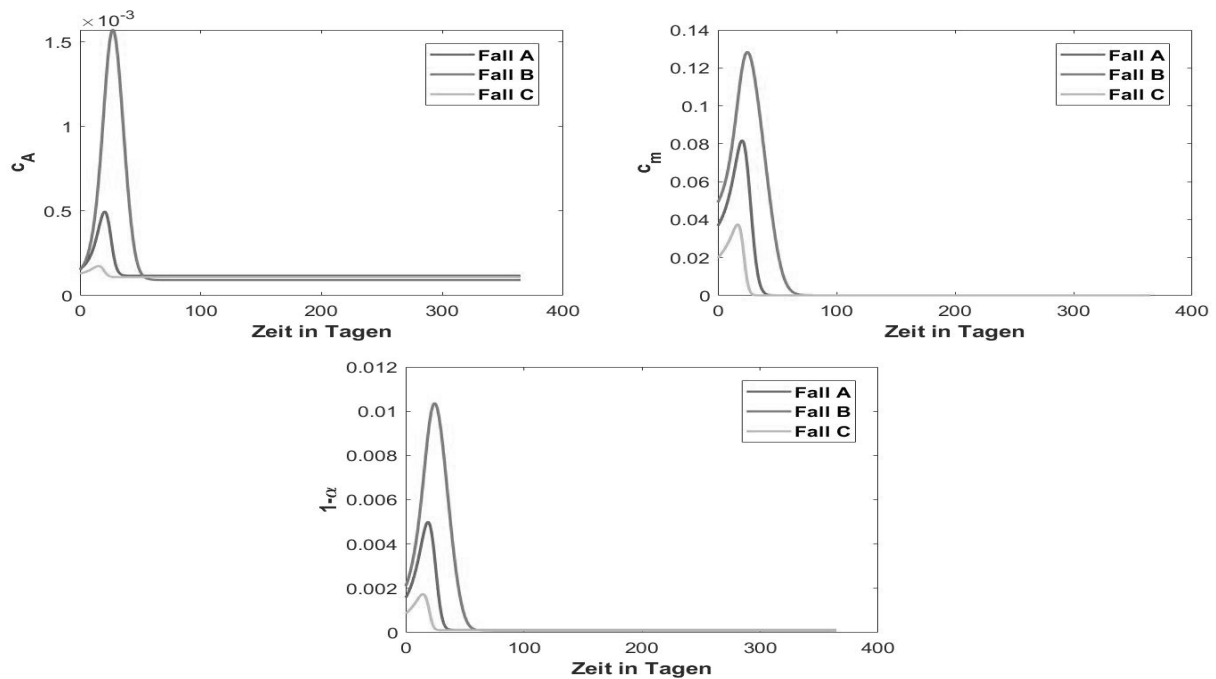 × 10⁻³
1.5
1
0.5
0
c_A
Fall A
Fall B
Fall C
0 100 200 300 400
Zeit in Tagen
0.14
0.12
0.1
0.08
0.06
0.04
0.02
0
c_m
Fall A
Fall B
Fall C
0 100 200 300 400
Zeit in Tagen
0.012
0.01
0.008
0.006
0.004
0.002
0
1-α
Fall A
Fall B
Fall C
0 100 200 300 400
Zeit in Tagen